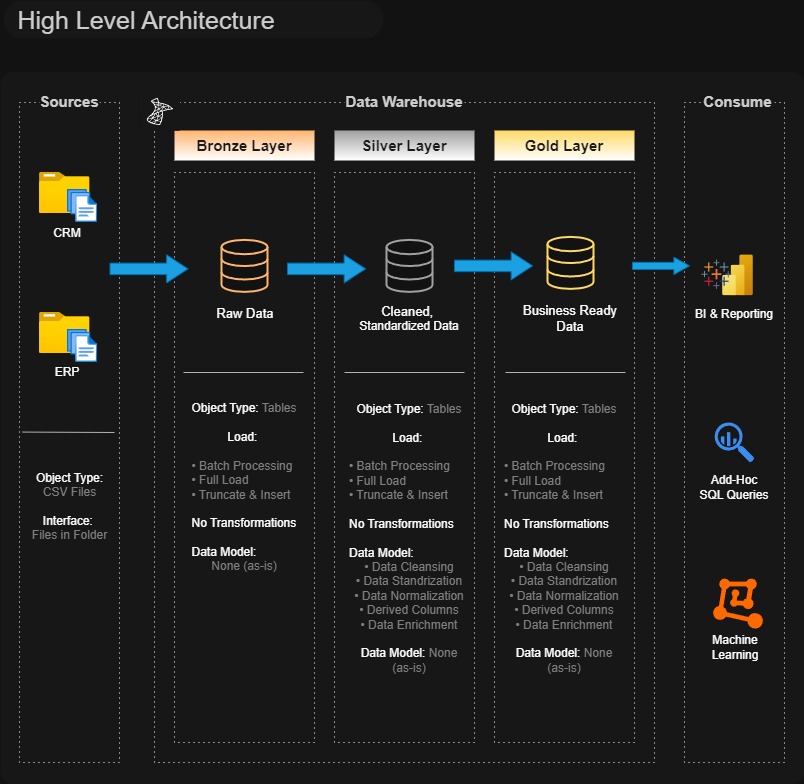 High Level Architecture
Sources
CRM
ERP
Object Type:
CSV Files
Interface:
Files in Folder
Data Warehouse
Bronze Layer
Raw Data
Object Type: Tables
Load:
• Batch Processing
• Full Load
• Truncate & Insert
No Transformations
Data Model:
None (as-is)
Silver Layer
Cleaned,
Standardized Data
Object Type: Tables
Load:
• Batch Processing
• Full Load
• Truncate & Insert
No Transformations
Data Model:
• Data Cleansing
• Data Standrization
• Data Normalization
• Derived Columns
• Data Enrichment
Data Model: None
(as-is)
Gold Layer
Business Ready
Data
Object Type: Tables
Load:
• Batch Processing
• Full Load
• Truncate & Insert
No Transformations
Data Model:
• Data Cleansing
• Data Standrization
• Data Normalization
• Derived Columns
• Data Enrichment
Data Model: None
(as-is)
Consume
BI & Reporting
Add-Hoc
SQL Queries
Machine
Learning